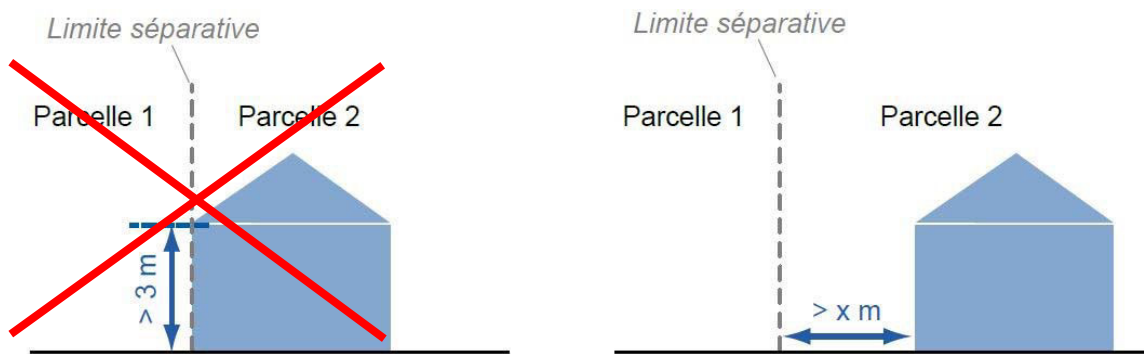 Limite séparative
Parcelle 1
Parcelle 2
> 3 m
Limite séparative
Parcelle 1
Parcelle 2
> x m